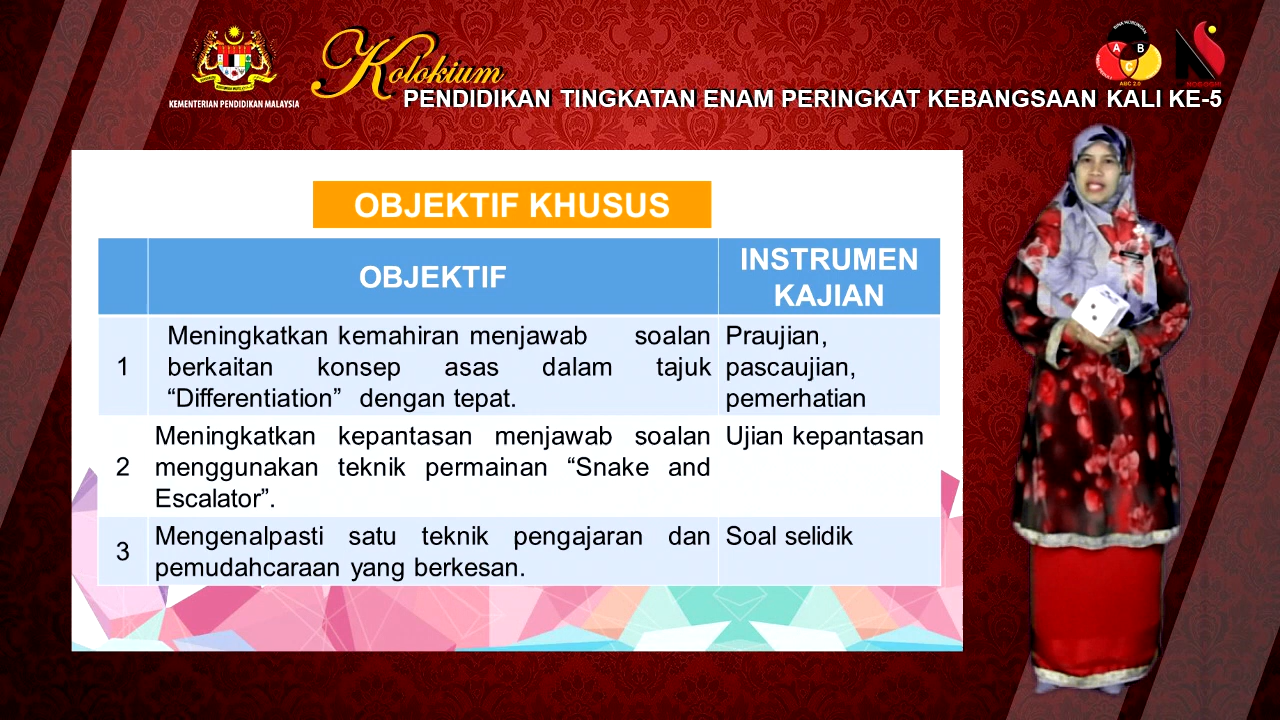 KEMENTERIAN PENDIDIKAN MALAYSIA
Kolokium
PENDIDIKAN TINGKATAN ENAM PERINGKAT KEBANGSAAN KALI KE-5
A B
C
ABC 2.0
OBJEKTIF KHUSUS
OBJEKTIF
INSTRUMEN
KAJIAN
1
Meningkatkan kemahiran menjawab soalan
berkaitan konsep asas dalam tajuk
“Differentiation” dengan tepat.
Praujian,
pascaujian,
pemerhatian
2
Meningkatkan kepantasan menjawab soalan
menggunakan teknik permainan “Snake and
Escalator”.
Ujian kepantasan
3
Mengenalpasti satu teknik pengajaran dan
pemudahcaraan yang berkesan.
Soal selidik